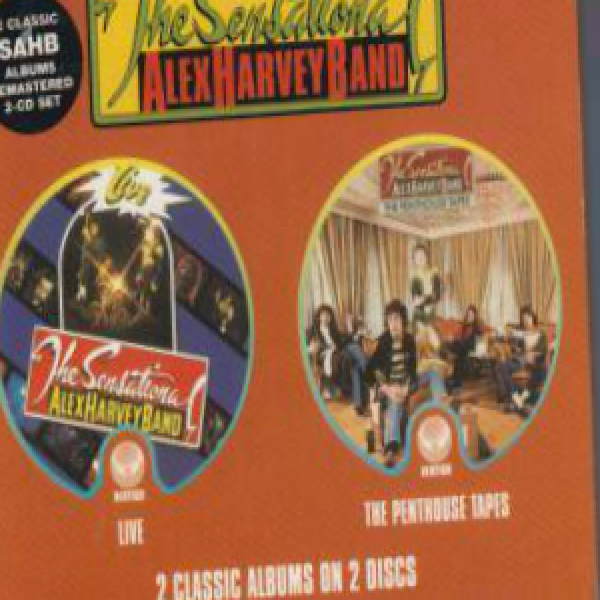 2 CLASSIC
SAHB
ALBUMS
REMASTERED
2-CD SET
The Sensational
ALEX HARVEY BAND
Live
The Sensational
ALEX HARVEY BAND
VERTIGO
LIVE
The Sensational
ALEX HARVEY BAND
THE PENTHOUSE TAPES
VERTIGO
THE PENTHOUSE TAPES
2 CLASSIC ALBUMS ON 2 DISCS